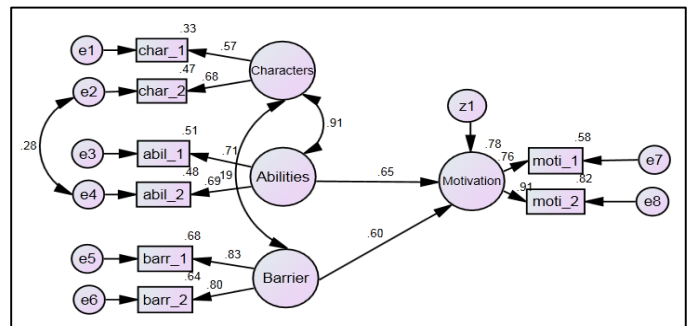 .33
e1 char_1 .57
.47
Characters
e2 char_2 .68
z1
.91
.28
.51
.78
.58
e3 abil_1 .71
.76
moti_1 e7
.48
Abilities .65 Motivation
.82
e4 abil_2 .69 .19
.91
moti_2 e8
.68
e5 barr_1 .83
.60
.64
Barrier
e6 barr_2 .80